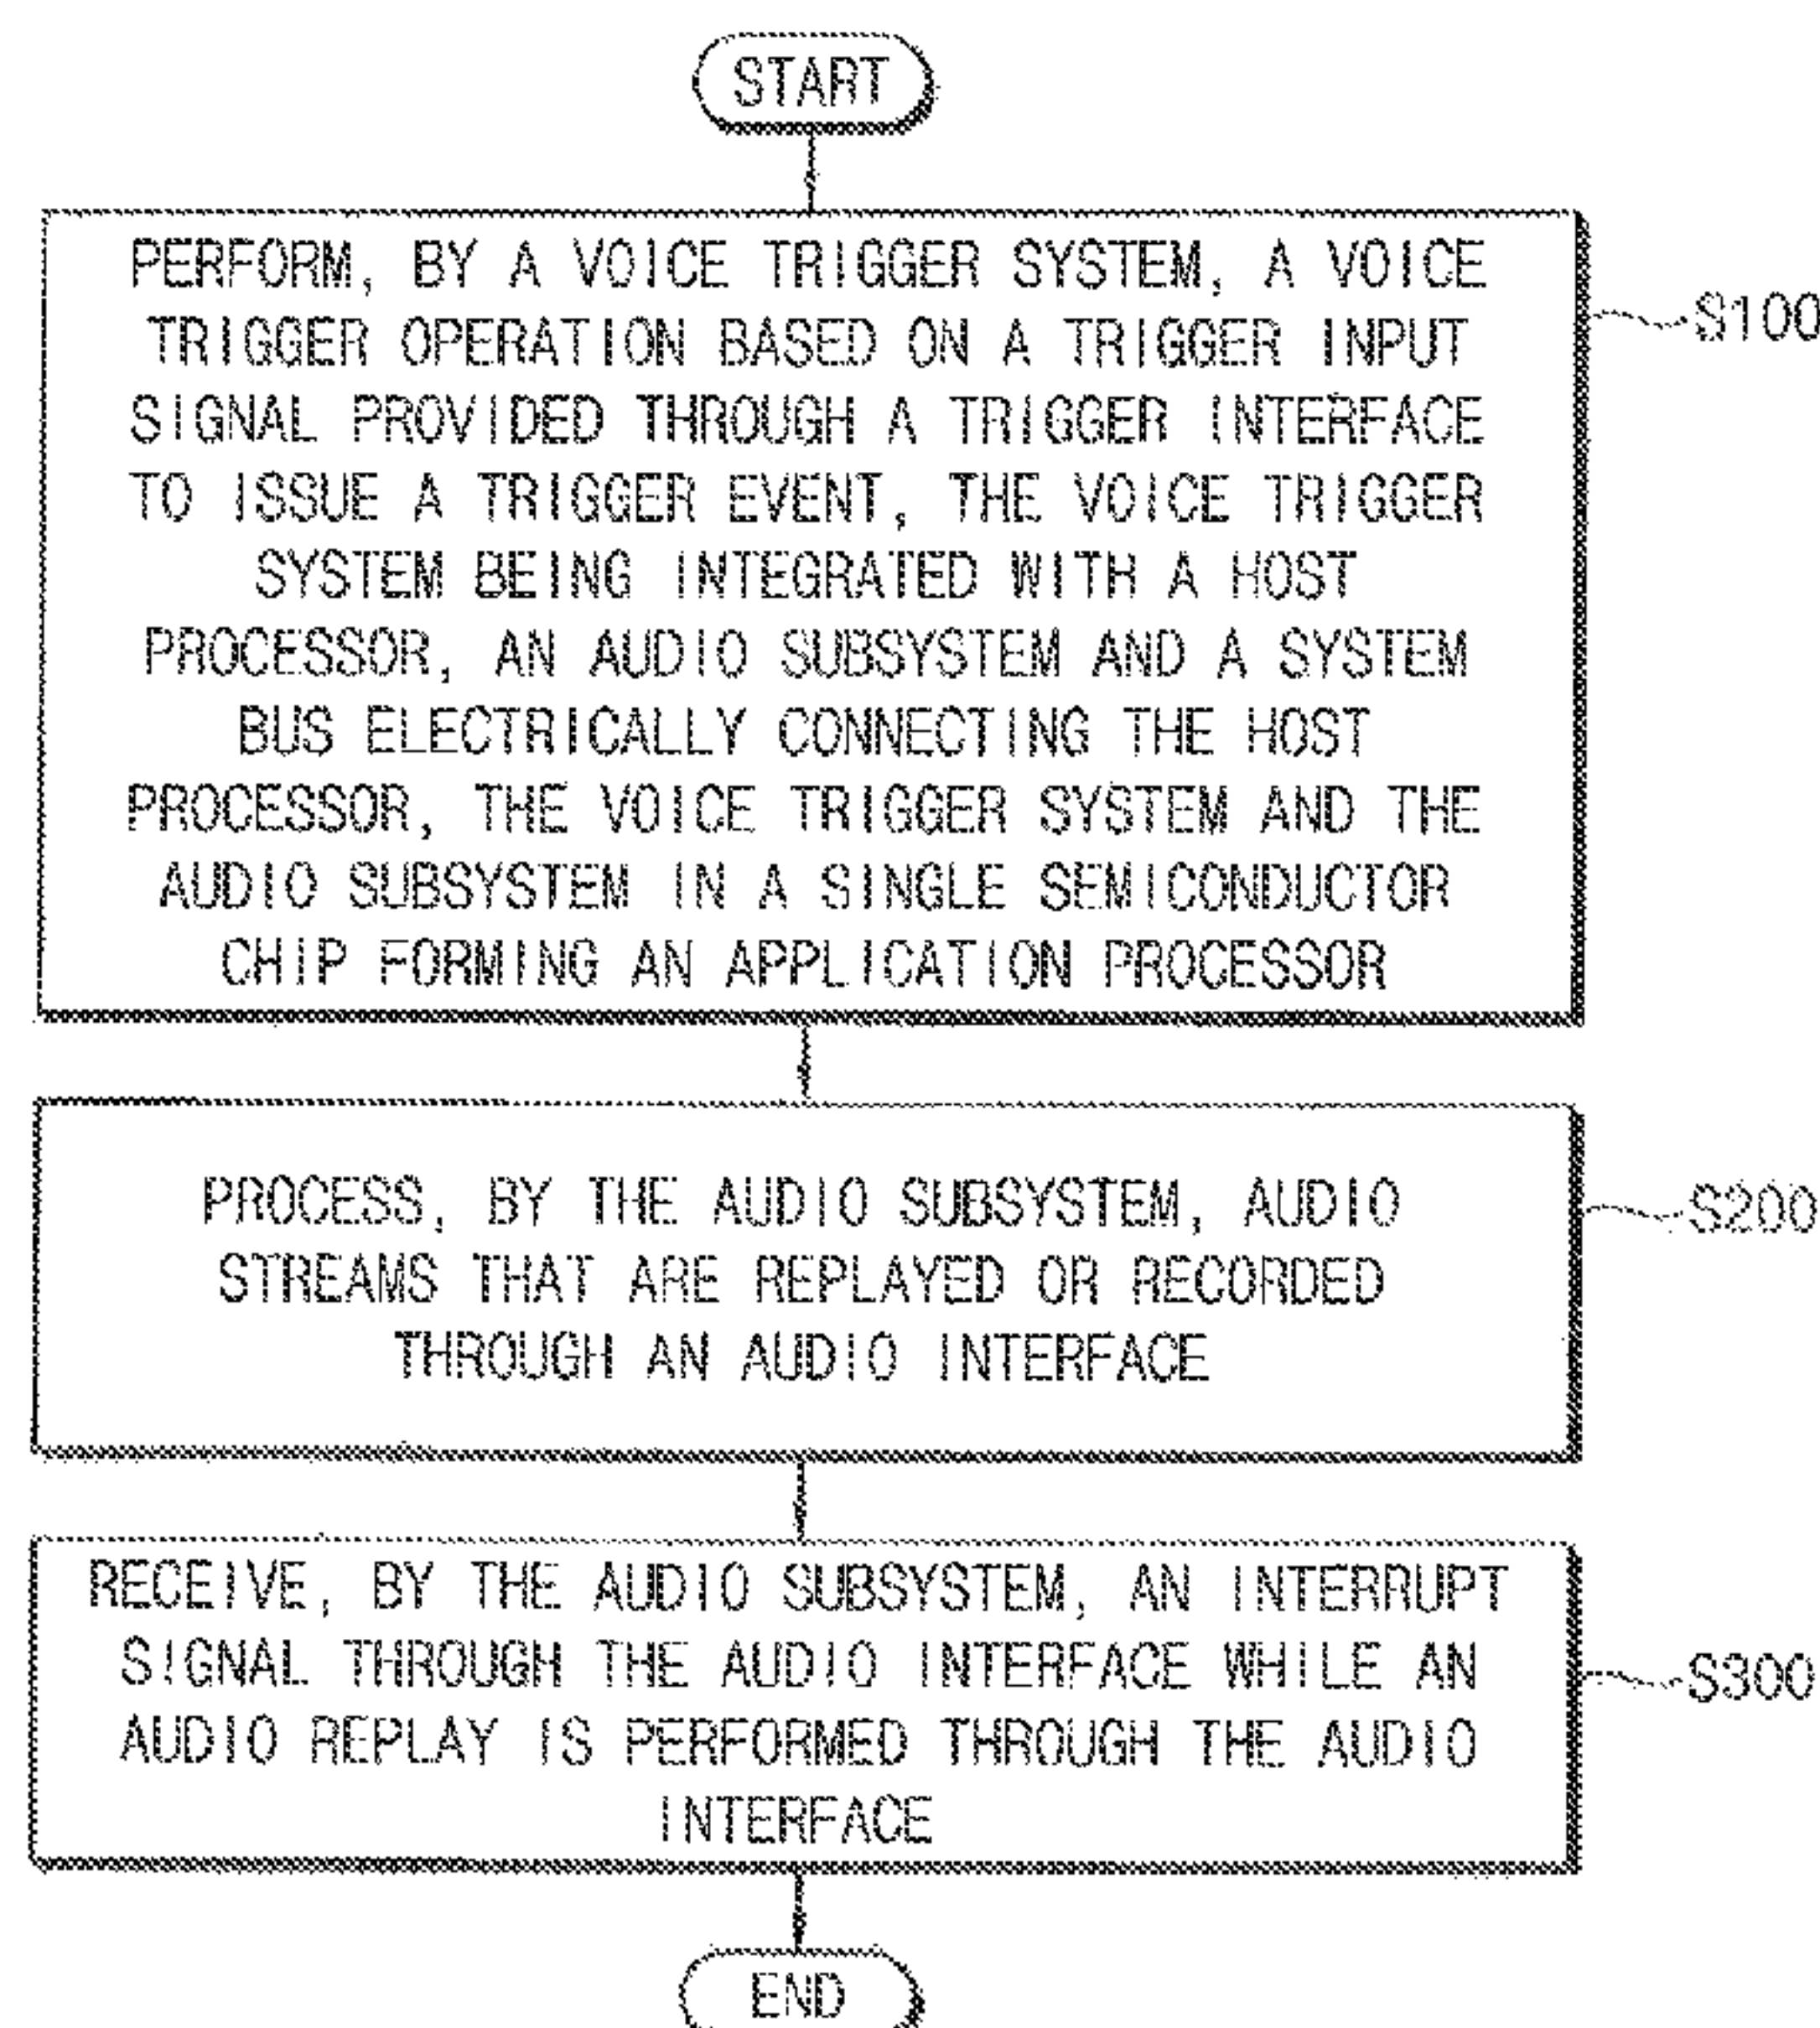 START
PERFORM, BY A VOICE TRIGGER SYSTEM, A VOICE
TRIGGER OPERATION BASED ON A TRIGGER INPUT
SIGNAL PROVIDED THROUGH A TRIGGER INTERFACE
TO ISSUE A TRIGGER EVENT, THE VOICE TRIGGER
SYSTEM BEING INTEGRATED WITH A HOST
PROCESSOR, AN AUDIO SUBSYSTEM AND A SYSTEM
BUS ELECTRICALLY CONNECTING THE HOST
PROCESSOR, THE VOICE TRIGGER SYSTEM AND THE
AUDIO SUBSYSTEM IN A SINGLE SEMICONDUCTOR
CHIP FORMING AN APPLICATION PROCESSOR
S100
PROCESS, BY THE AUDIO SUBSYSTEM, AUDIO
STREAMS THAT ARE REPLAYED OR RECORDED
THROUGH AN AUDIO INTERFACE
S200
RECEIVE, BY THE AUDIO SUBSYSTEM, AN INTERRUPT
SIGNAL THROUGH THE AUDIO INTERFACE WHILE AN
AUDIO REPLAY IS PERFORMED THROUGH THE AUDIO
INTERFACE
S300
END